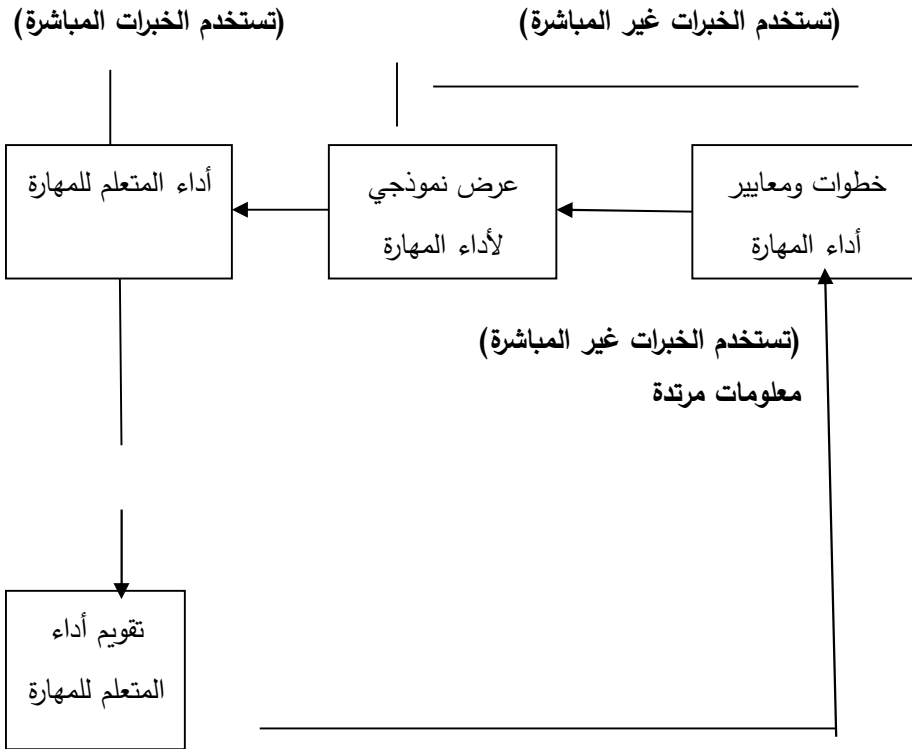 (تستخدم الخبرات غير المباشرة)
(تستخدم الخبرات المباشرة)
خطوات ومعايير
أداء المهارة
عرض نموذجي
لأداء المهارة
أداء المتعلم للمهارة
(تستخدم الخبرات غير المباشرة)
معلومات مرتدة
تقويم أداء
المتعلم للمهارة